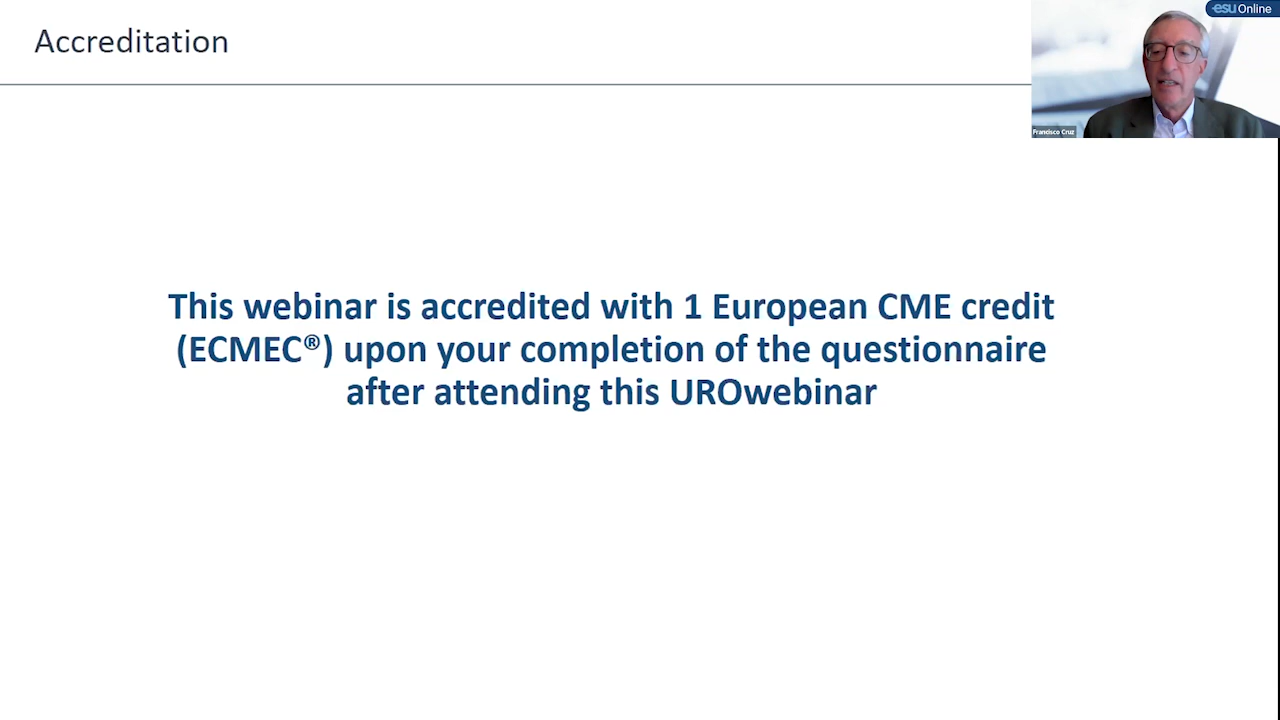 Accreditation
esu Online
Francisco Cruz
This webinar is accredited with 1 European CME credit
(ECMEC®) upon your completion of the questionnaire
after attending this UROwebinar